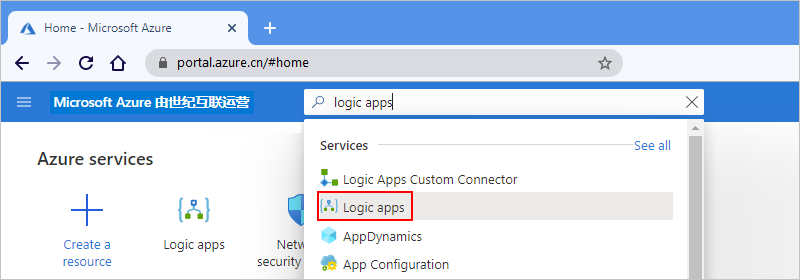 Home - Microsoft Azure
portal.azure.cn/#home
Microsoft Azure 由世纪互联运营
logic apps
Azure services
Create a
resource
Logic apps
Netw
security
Services
See all
Logic Apps Custom Connector
Logic apps
AppDynamics
App Configuration